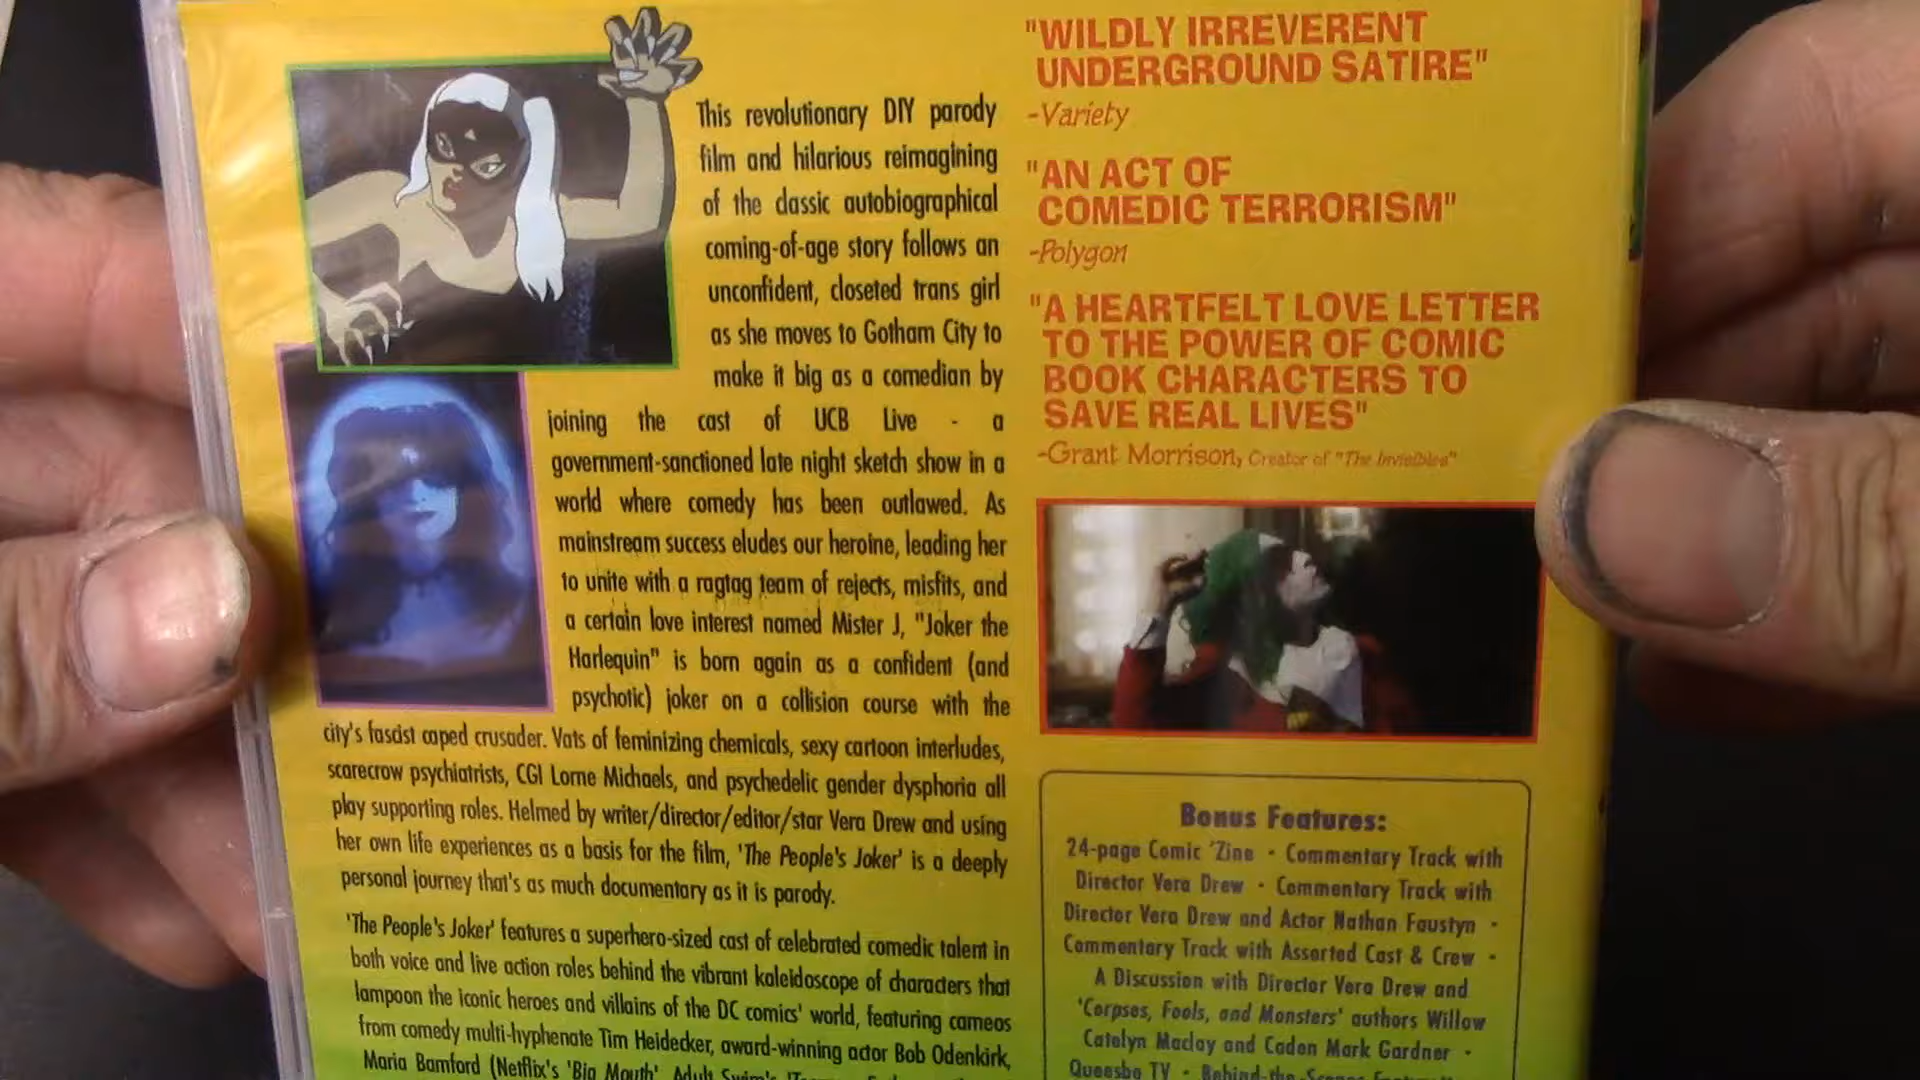 This revolutionary DIY parody
film and hilarious reimagining
of the classic autobiographical
coming-of-age story follows an
unconfident, closeted trans girl
as she moves to Gotham City to
make it big as a comedian by
joining the cast of UCB Live - a
government-sanctioned late night sketch show in a
world where comedy has been outlawed. As
mainstream success eludes our heroine, leading her
to unite with a ragtag team of rejects, misfits, and
a certain love interest named Mister J, "Joker the
Harlequin" is born again as a confident (and
psychotic) joker on a collision course with the
city's fascist caped crusader. Vats of feminizing chemicals, sexy cartoon interludes,
scarecrow psychiatrists, CGI Lorne Michaels, and psychedelic gender dysphoria all
play supporting roles. Helmed by writer/director/editor/star Vera Drew and using
her own life experiences as a basis for the film, 'The People's Joker' is a deeply
personal journey that's as much documentary as it is parody.
'The People's Joker' features a superhero-sized cast of celebrated comedic talent in
both voice and live action roles behind the vibrant kaleidoscope of characters that
lampoon the iconic heroes and villains of the DC comics' world, featuring cameos
from comedy multi-hyphenate Tim Heidecker, award-winning actor Bob Odenkirk,
Maria Bamford (Netflix's 'Big Mouth', Adult Swim's
"WILDLY IRREVERENT
UNDERGROUND SATIRE"
-Variety
"AN ACT OF
COMEDIC TERRORISM"
-Polygon
"A HEARTFELT LOVE LETTER
TO THE POWER OF COMIC
BOOK CHARACTERS TO
SAVE REAL LIVES"
-Grant Morrison, Creator of "The Invisibles"
Bonus Features:
24-page Comic 'Zine · Commentary Track with
Director Vera Drew · Commentary Track with
Director Vera Drew and Actor Nathan Faustyn ·
Commentary Track with Assorted Cast & Crew ·
A Discussion with Director Vera Drew and
'Corpses, Fools, and Monsters' authors Willow
Catelyn Maclay and Caden Mark Gardner ·
Queebso TV · Behind-the-Scenes